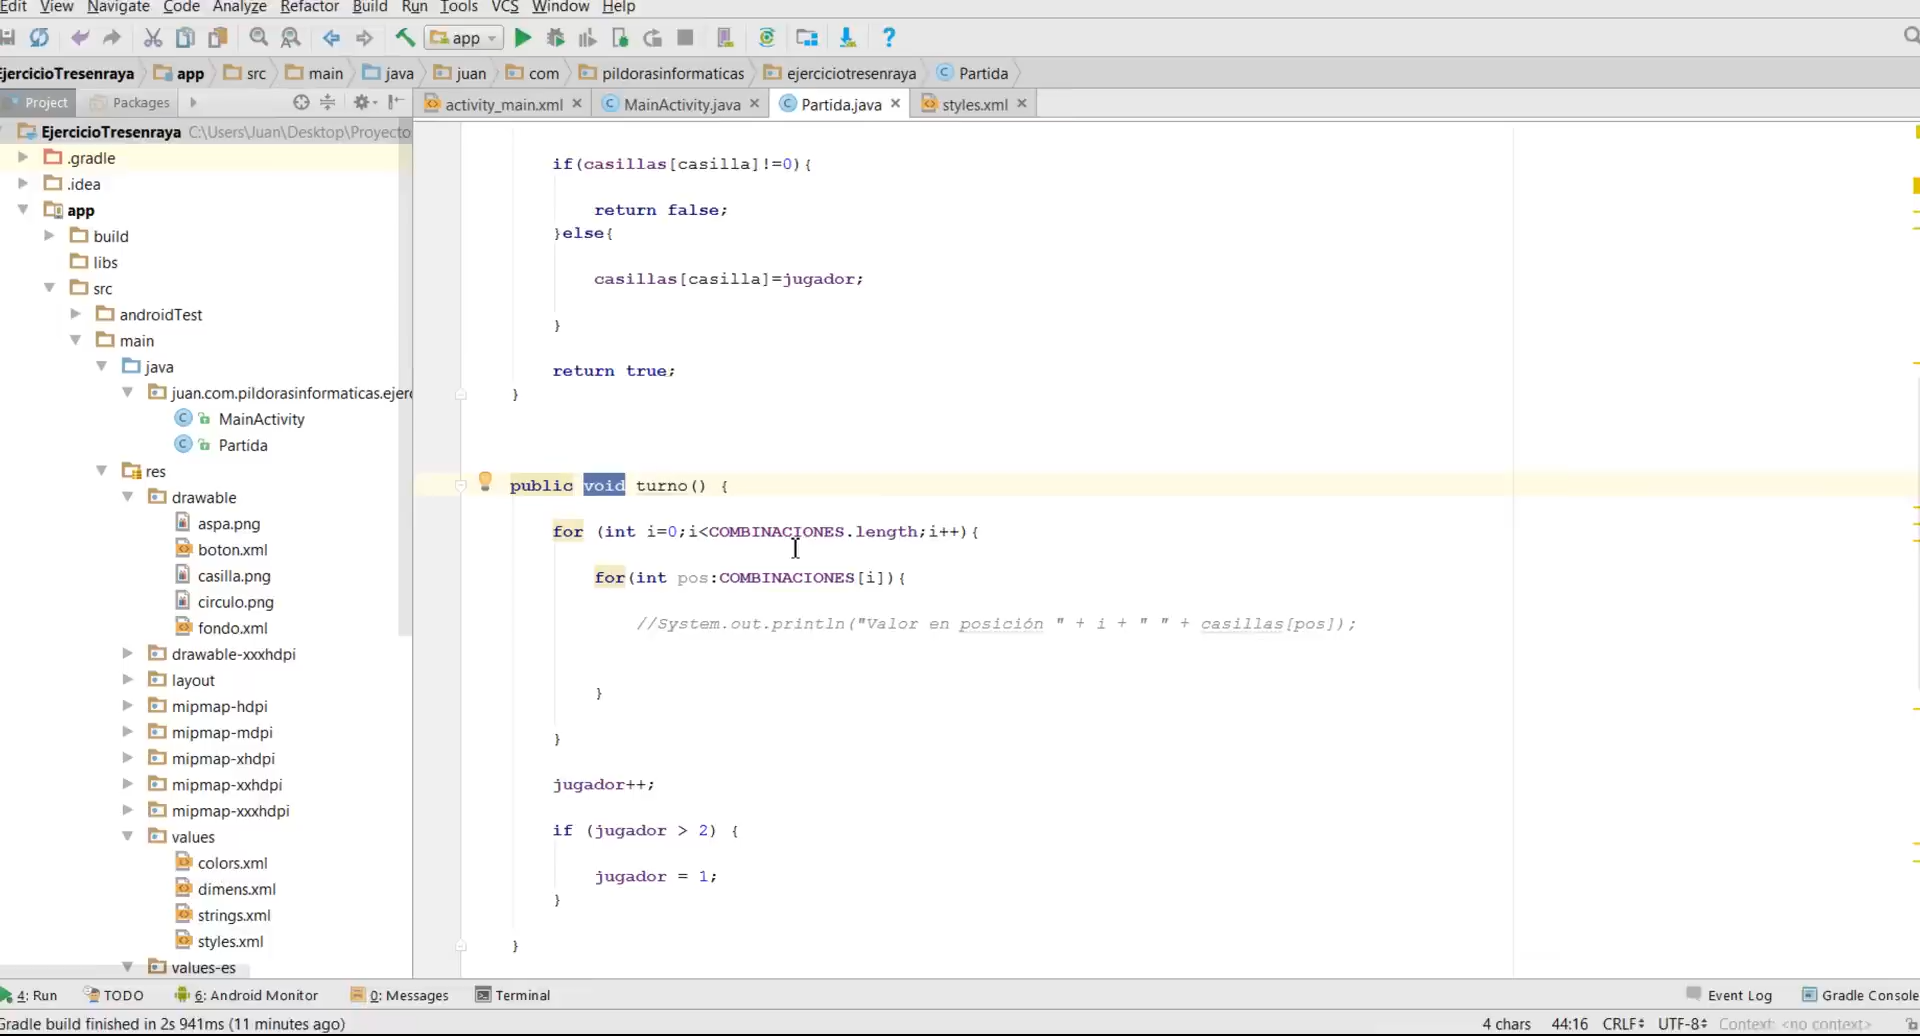 Edit View Navigate Code Analyze Refactor Build Run Tools VCS Window Help
app
EjercicioTresenraya app src main java juan com pildorasinformaticas ejerciciotresenraya Partida
Project Packages activity_main.xml MainActivity.java Partida.java styles.xml
EjercicioTresenraya C:\Users\Juan\Desktop\Proyecto
.gradle
.idea
app
build
libs
src
androidTest
main
java
juan.com.pildorasinformaticas.ejer
MainActivity
Partida
res
drawable
aspa.png
boton.xml
casilla.png
circulo.png
fondo.xml
drawable-xxxhdpi
layout
mipmap-hdpi
mipmap-mdpi
mipmap-xhdpi
mipmap-xxhdpi
mipmap-xxxhdpi
values
colors.xml
dimens.xml
strings.xml
styles.xml
values-es
if(casillas[casilla]!=0){
return false;
}else{
casillas[casilla]=jugador;
}
return true;
}
public void turno() {
for (int i=0;i<COMBINACIONES.length;i++){
for(int pos:COMBINACIONES[i]){
//System.out.println("Valor en posición " + i + " " + casillas[pos]);
}
}
jugador++;
if (jugador > 2) {
jugador = 1;
}
}
4: Run TODO 6: Android Monitor 0: Messages Terminal Event Log Gradle Console
Gradle build finished in 2s 941ms (11 minutes ago) 4 chars 44:16 CRLF UTF-8 Context: <no context>